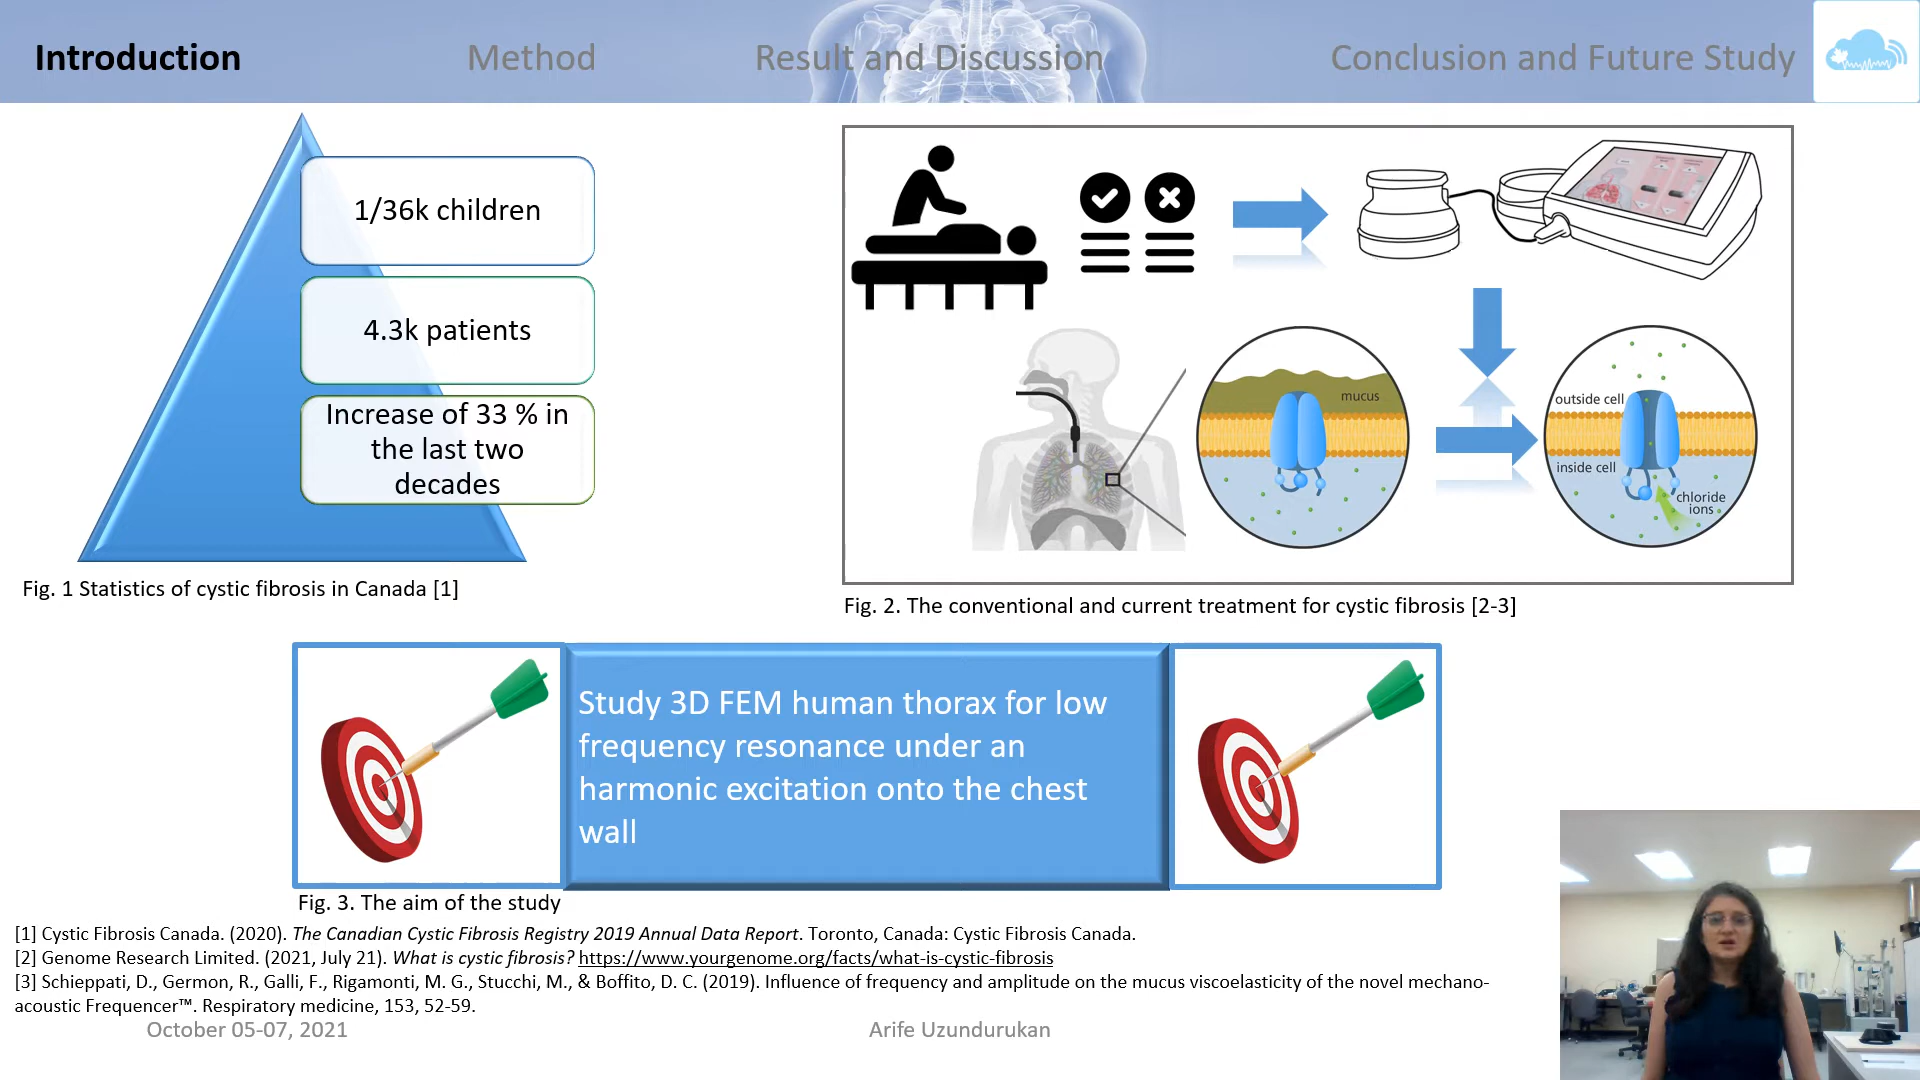 Introduction
Method
Result and Discussion
Conclusion and Future Study
1/36k children
4.3k patients
Increase of 33 % in
the last two
decades
Fig. 1 Statistics of cystic fibrosis in Canada [1]
mucus
outside cell
inside cell
chloride
ions
Fig. 2. The conventional and current treatment for cystic fibrosis [2-3]
Study 3D FEM human thorax for low
frequency resonance under an
harmonic excitation onto the chest
wall
Fig. 3. The aim of the study
[1] Cystic Fibrosis Canada. (2020). The Canadian Cystic Fibrosis Registry 2019 Annual Data Report. Toronto, Canada: Cystic Fibrosis Canada.
[2] Genome Research Limited. (2021, July 21). What is cystic fibrosis? https://www.yourgenome.org/facts/what-is-cystic-fibrosis
[3] Schieppati, D., Germon, R., Galli, F., Rigamonti, M. G., Stucchi, M., & Boffito, D. C. (2019). Influence of frequency and amplitude on the mucus viscoelasticity of the novel mechano-
acoustic Frequencer™. Respiratory medicine, 153, 52-59.
October 05-07, 2021
Arife Uzundurukan